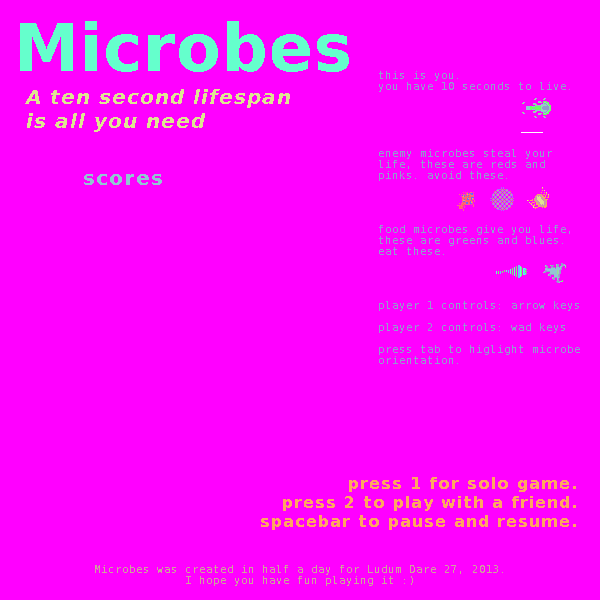 Microbes
A ten second lifespan
is all you need
scores
this is you.
you have 10 seconds to live.
enemy microbes steal your
life, these are reds and
pinks. avoid these.
food microbes give you life,
these are greens and blues.
eat these.
player 1 controls: arrow keys
player 2 controls: wad keys
press tab to higlight microbe
orientation.
press 1 for solo game.
press 2 to play with a friend.
spacebar to pause and resume.
Microbes was created in half a day for Ludum Dare 27, 2013.
I hope you have fun playing it :)